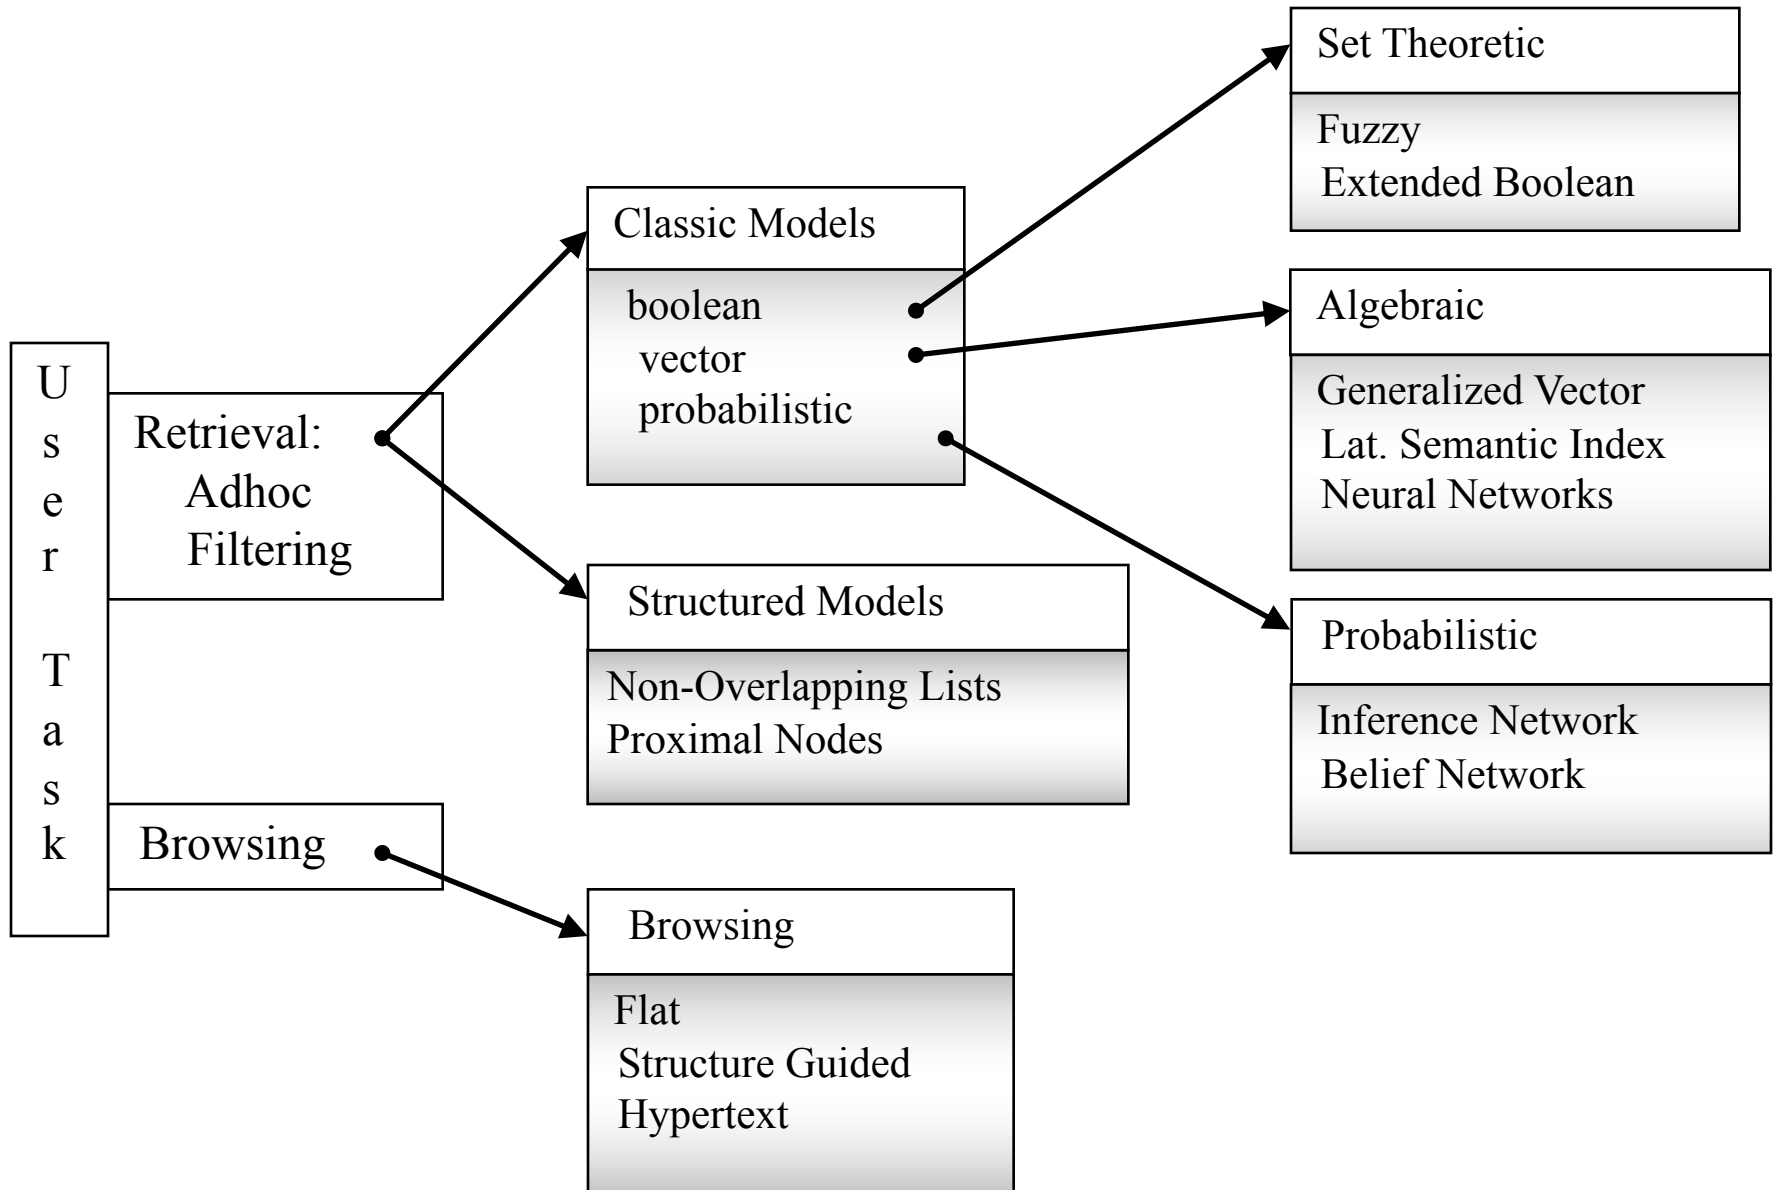 User Task
Retrieval:
Adhoc
Filtering
Browsing
Classic Models
boolean
vector
probabilistic
Structured Models
Non-Overlapping Lists
Proximal Nodes
Browsing
Flat
Structure Guided
Hypertext
Set Theoretic
Fuzzy
Extended Boolean
Algebraic
Generalized Vector
Lat. Semantic Index
Neural Networks
Probabilistic
Inference Network
Belief Network